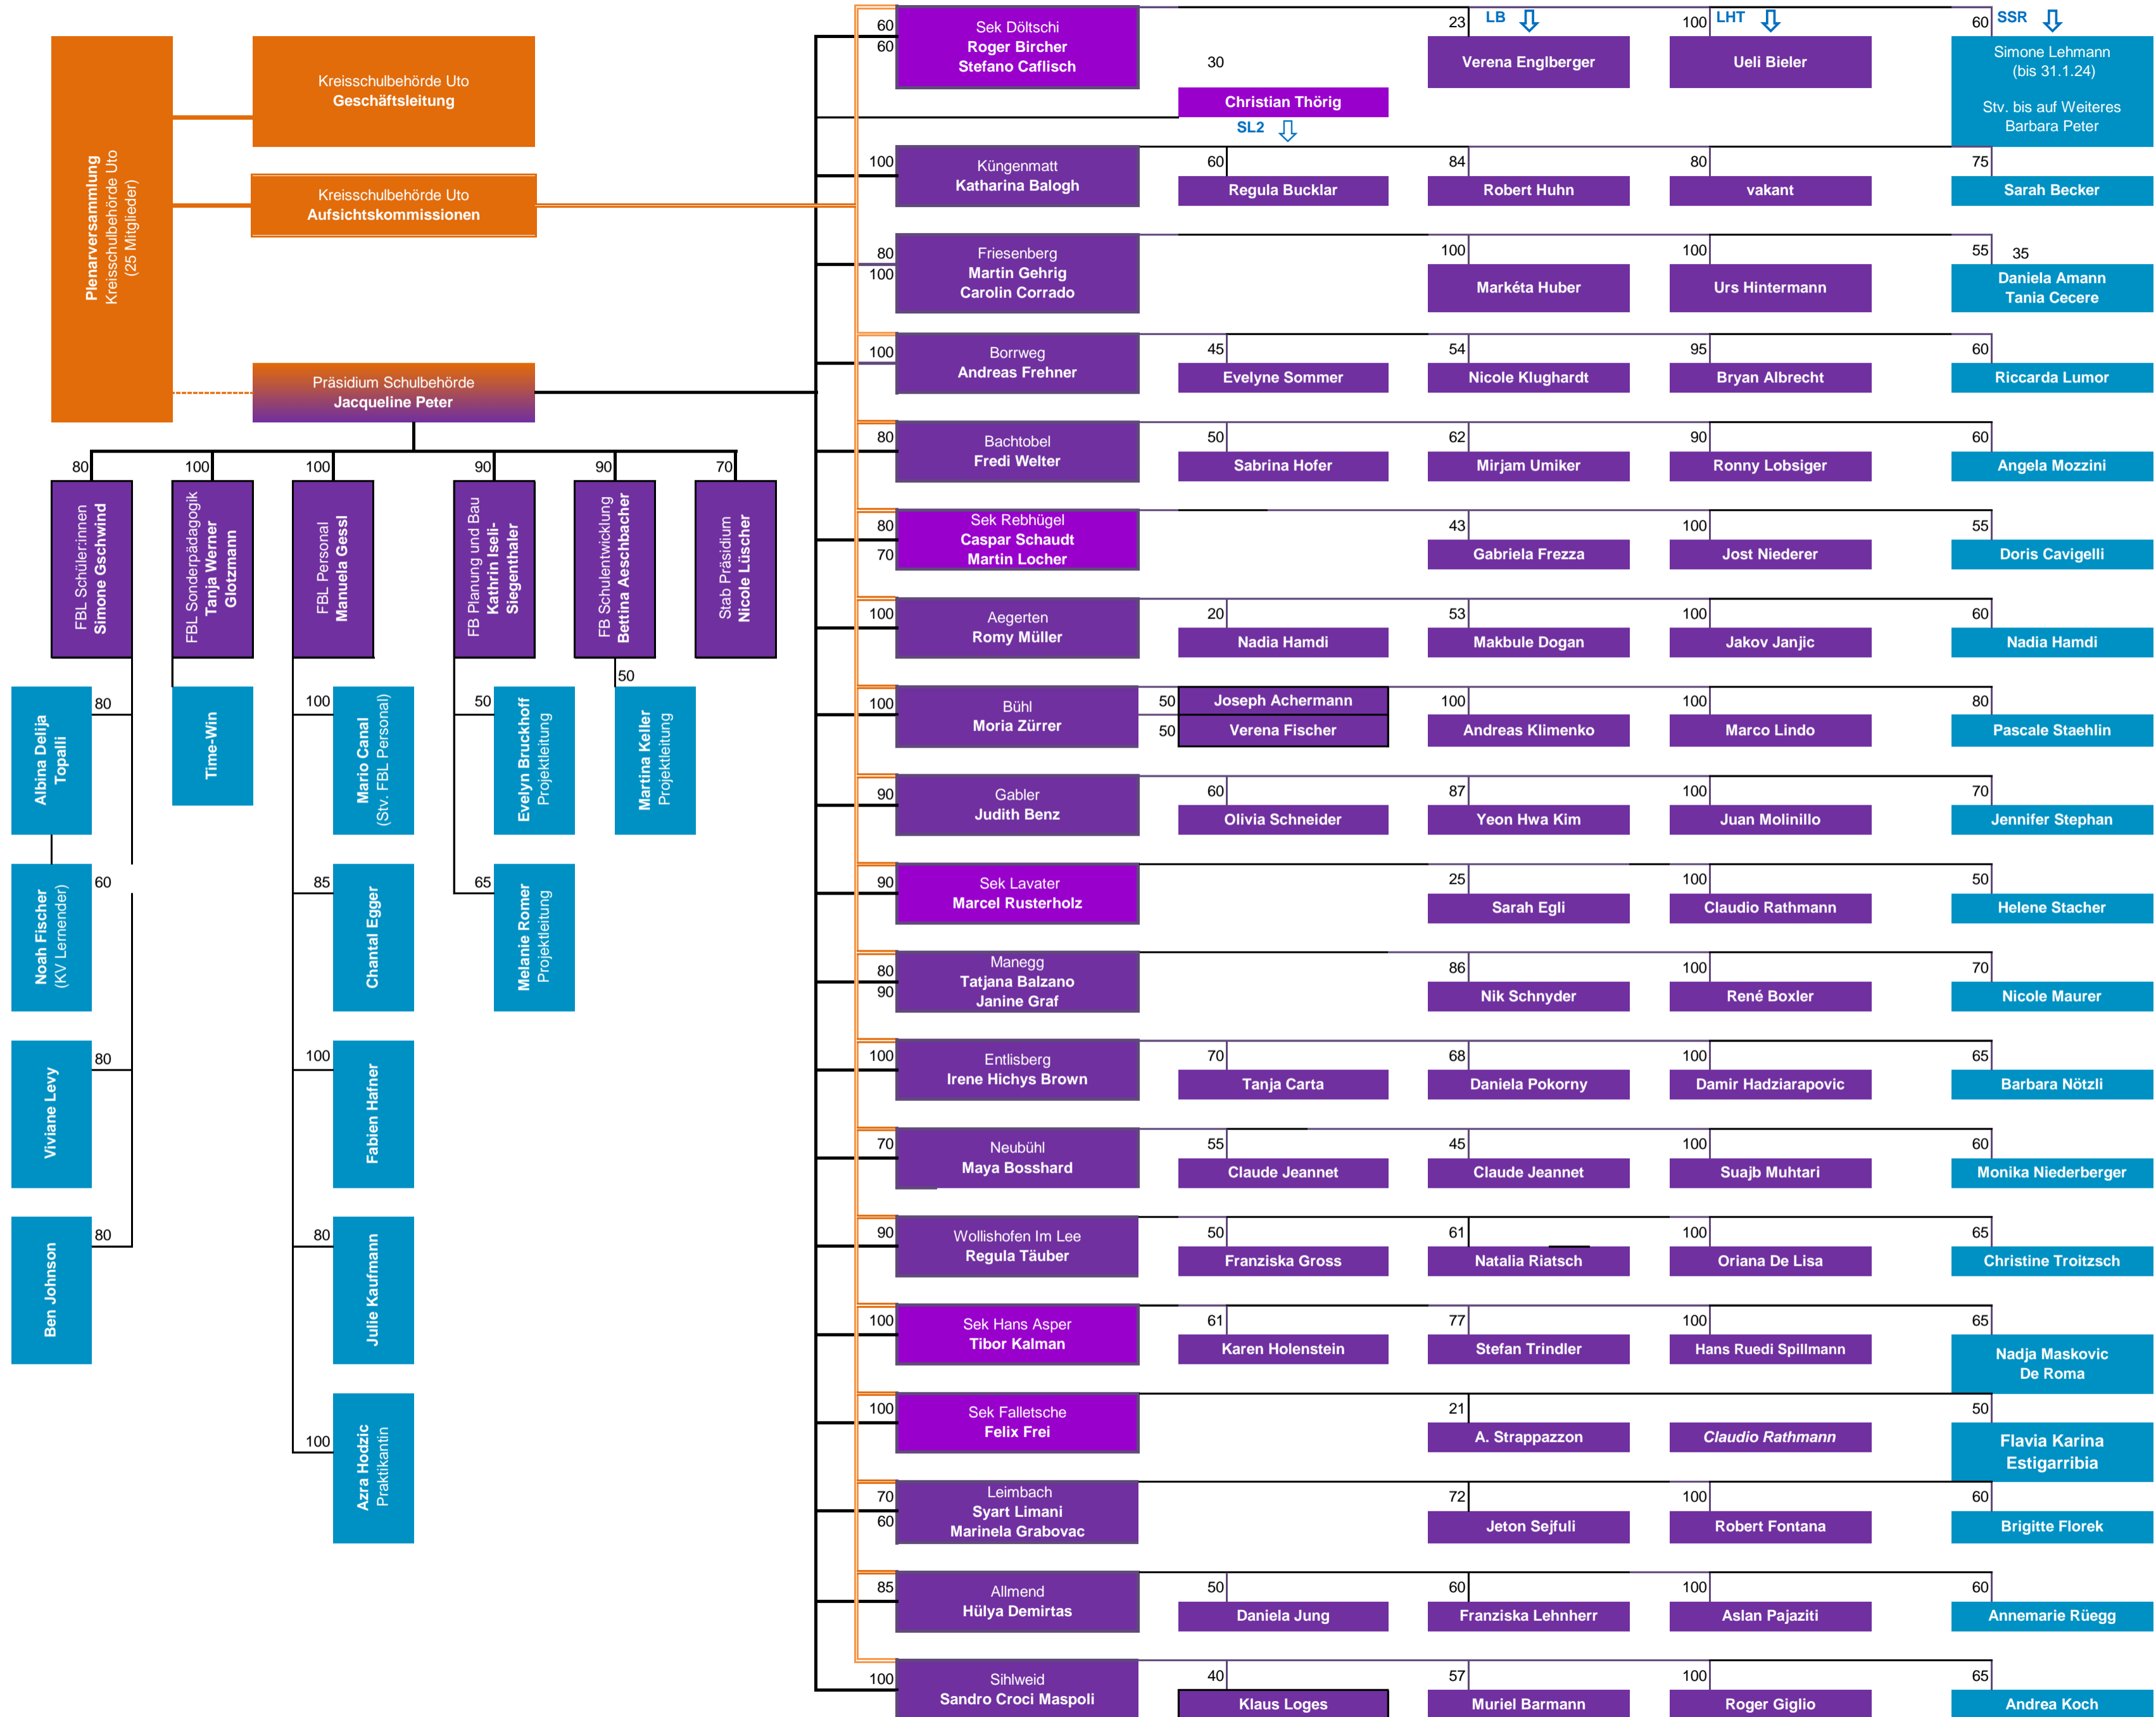 Plenarversammlung
Kreisschulbehörde Uto
(25 Mitglieder)
Kreisschulbehörde Uto
Geschäftsleitung
Kreisschulbehörde Uto
Aufsichtskommissionen
Präsidium Schulbehörde
Jacqueline Peter
80
100
100
90
90
70
FBL Schüler:innen
Simone Gschwind
FBL Sonderpädagogik
Tanja Werner
Glotzmann
FBL Personal
Manuela Gessl
FB Planung und Bau
Kathrin Iseli-
Siegenthaler
FB Schulentwicklung
Bettina Aeschbacher
Stab Präsidium
Nicole Lüscher
80
Albina Delija
Topalli
60
Noah Fischer
(KV Lernender)
80
Viviane Levy
80
Ben Johnson
Time-Win
100
Mario Canal
(Stv. FBL Personal)
85
Chantal Egger
100
Fabien Hafner
80
Julie Kaufmann
100
Azra Hodzic
Praktikantin
50
Evelyn Bruckhoff
Projektleitung
65
Melanie Romer
Projektleitung
50
Martina Keller
Projektleitung
60
60
Sek Döltschi
Roger Bircher
Stefano Caflisch
30
Christian Thörig
SL2
23
LB
Verena Englberger
100
LHT
Ueli Bieler
60
SSR
Simone Lehmann
(bis 31.1.24)
Stv. bis auf Weiteres
Barbara Peter
100
Küngenmatt
Katharina Balogh
60
Regula Bucklar
84
Robert Huhn
80
vakant
75
Sarah Becker
80
100
Friesenberg
Martin Gehrig
Carolin Corrado
100
Markéta Huber
100
Urs Hintermann
55 35
Daniela Amann
Tania Cecere
100
Borrweg
Andreas Frehner
45
Evelyne Sommer
54
Nicole Klughardt
95
Bryan Albrecht
60
Riccarda Lumor
80
Bachtobel
Fredi Welter
50
Sabrina Hofer
62
Mirjam Umiker
90
Ronny Lobsiger
60
Angela Mozzini
80
70
Sek Rebhügel
Caspar Schaudt
Martin Locher
43
Gabriela Frezza
100
Jost Niederer
55
Doris Cavigelli
100
Aegerten
Romy Müller
20
Nadia Hamdi
53
Makbule Dogan
100
Jakov Janjic
60
Nadia Hamdi
100
Bühl
Moria Zürrer
50
Joseph Achermann
50
Verena Fischer
100
Andreas Klimenko
100
Marco Lindo
80
Pascale Staehlin
90
Gabler
Judith Benz
60
Olivia Schneider
87
Yeon Hwa Kim
100
Juan Molinillo
70
Jennifer Stephan
90
Sek Lavater
Marcel Rusterholz
25
Sarah Egli
100
Claudio Rathmann
50
Helene Stacher
80
90
Manegg
Tatjana Balzano
Janine Graf
86
Nik Schnyder
100
René Boxler
70
Nicole Maurer
100
Entlisberg
Irene Hichys Brown
70
Tanja Carta
68
Daniela Pokorny
100
Damir Hadziarapovic
65
Barbara Nötzli
70
Neubühl
Maya Bosshard
55
Claude Jeannet
45
Claude Jeannet
100
Suajb Muhtari
60
Monika Niederberger
90
Wollishofen Im Lee
Regula Täuber
50
Franziska Gross
61
Natalia Riatsch
100
Oriana De Lisa
65
Christine Troitzsch
100
Sek Hans Asper
Tibor Kalman
61
Karen Holenstein
77
Stefan Trindler
100
Hans Ruedi Spillmann
65
Nadja Maskovic
De Roma
100
Sek Falletsche
Felix Frei
21
A. Strappazzon
Claudio Rathmann
50
Flavia Karina
Estigarribia
70
60
Leimbach
Syart Limani
Marinela Grabovac
72
Jeton Sejfuli
100
Robert Fontana
60
Brigitte Florek
85
Allmend
Hülya Demirtas
50
Daniela Jung
60
Franziska Lehnherr
100
Aslan Pajaziti
60
Annemarie Rüegg
100
Sihlweid
Sandro Croci Maspoli
40
Klaus Loges
57
Muriel Barmann
100
Roger Giglio
65
Andrea Koch